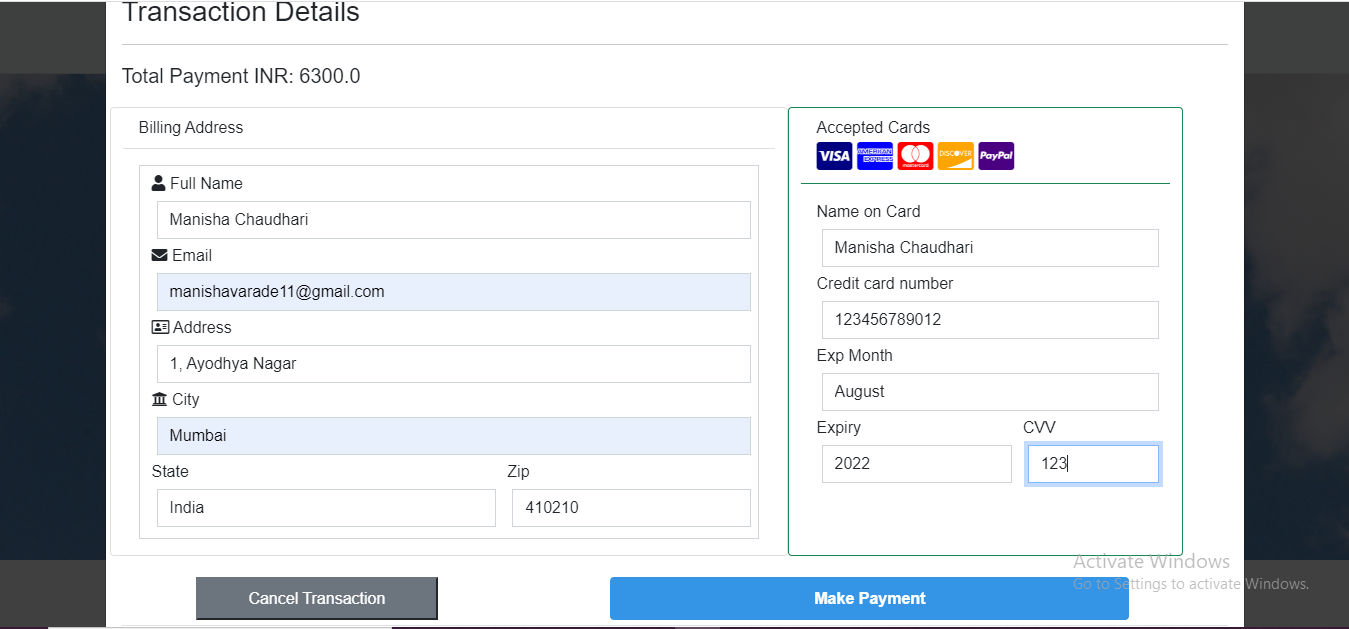 Transaction Details
Total Payment INR: 6300.0
Billing Address
Full Name
Manisha Chaudhari
Email
manishavarade11@gmail.com
Address
1, Ayodhya Nagar
City
Mumbai
State Zip
India 410210
Accepted Cards
VISA AMERICAN EXPRESS mastercard DISCOVER PayPal
Name on Card
Manisha Chaudhari
Credit card number
123456789012
Exp Month
August
Expiry CVV
2022 123
Cancel Transaction Make Payment
Activate Windows
Go to Settings to activate Windows.